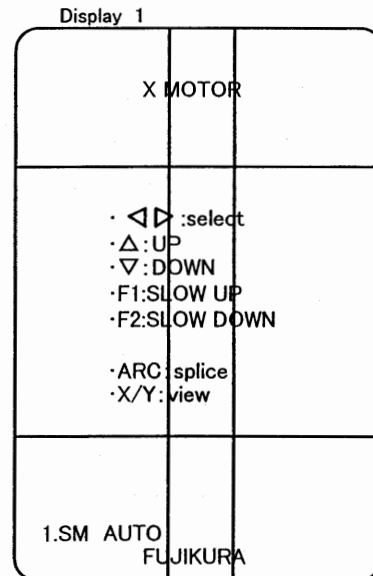 Display 1
X MOTOR
· ◁ ▷ :select
·△:UP
·▽:DOWN
·F1:SLOW UP
·F2:SLOW DOWN
·ARC:splice
·X/Y:view
1.SM AUTO
FUJIKURA